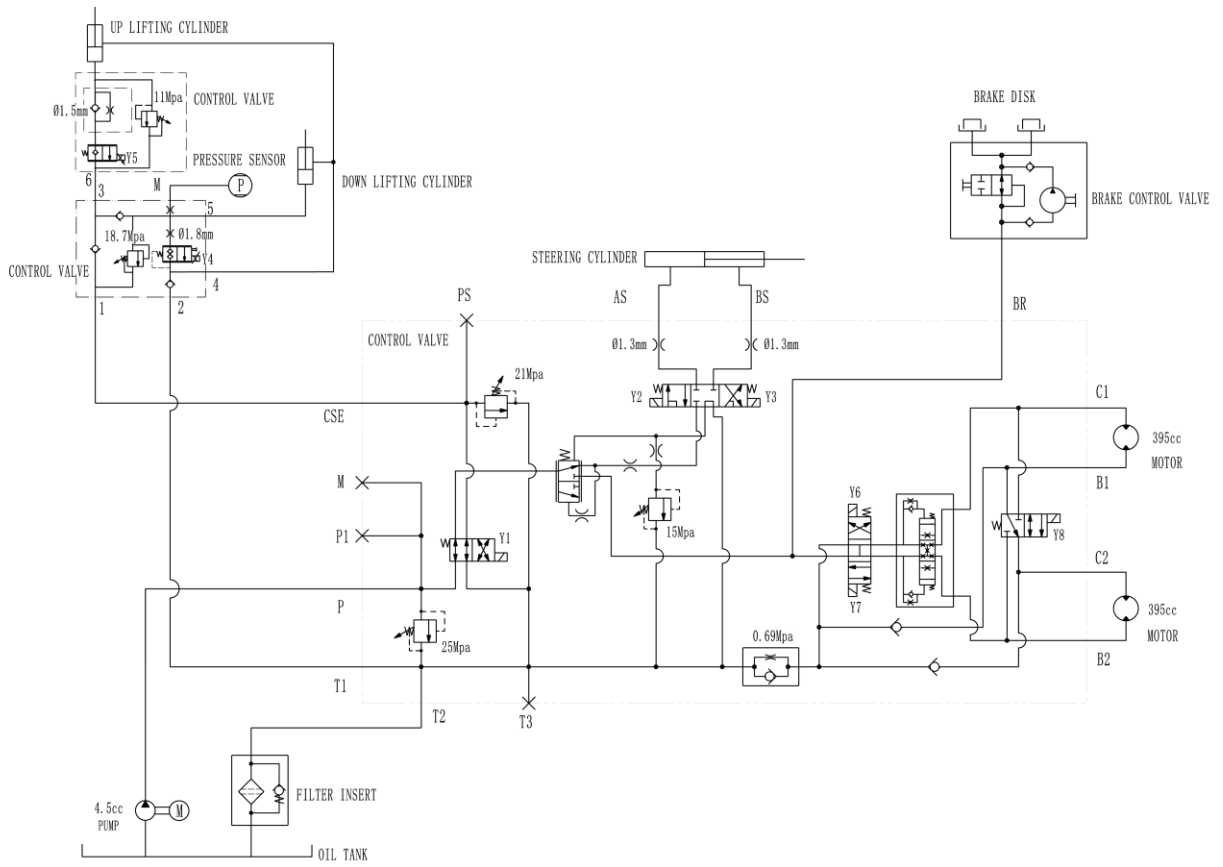 UP LIFTING CYLINDER
11Mpa
CONTROL VALVE
Ø1.5mm
Y5
PRESSURE SENSOR
6
3
M
P
DOWN LIFTING CYLINDER
5
18.7Mpa
Ø1.8mm
Y4
CONTROL VALVE
4
1
2
BRAKE DISK
BRAKE CONTROL VALVE
STEERING CYLINDER
AS
BS
BR
PS
CONTROL VALVE
Ø1.3mm
Ø1.3mm
21Mpa
Y2
Y3
CSE
C1
395cc
MOTOR
B1
M
P1
Y1
15Mpa
Y6
Y7
Y8
C2
395cc
MOTOR
B2
P
25Mpa
0.69Mpa
T1
T2
T3
4.5cc
PUMP
M
FILTER INSERT
OIL TANK